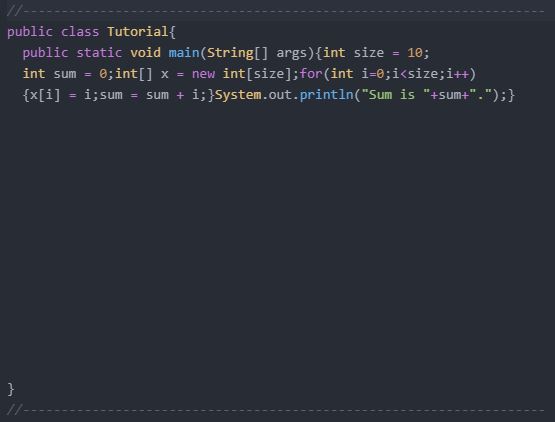 //--------------------------------------------------------------------
public class Tutorial{
  public static void main(String[] args){int size = 10;
  int sum = 0;int[] x = new int[size];for(int i=0;i<size;i++)
  {x[i] = i;sum = sum + i;}System.out.println("Sum is "+sum+".");}
}
//--------------------------------------------------------------------